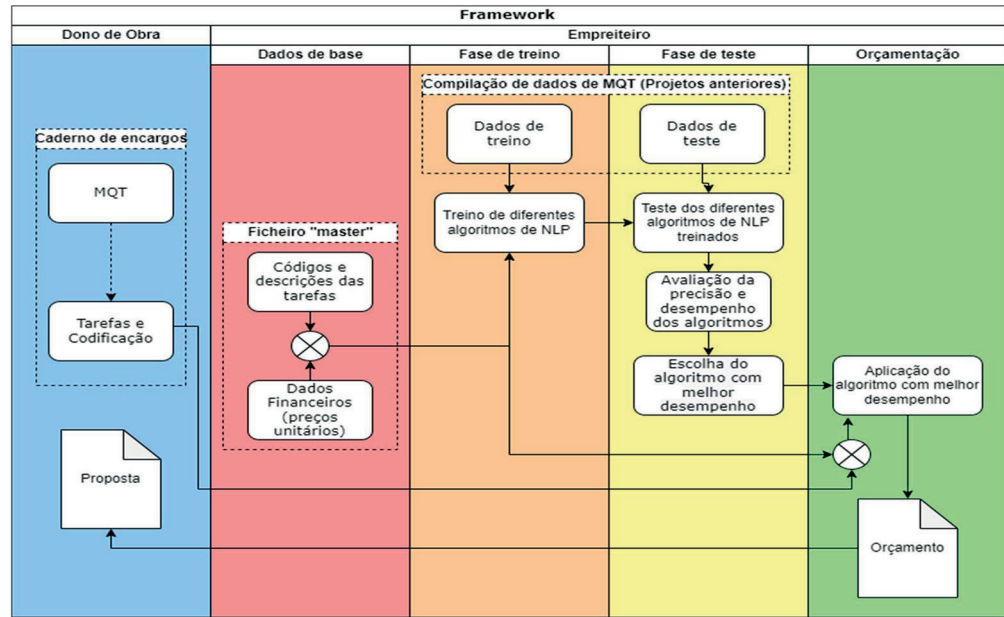 Framework
Dono de Obra
Empreiteiro
Dados de base
Fase de treino
Fase de teste
Orçamentação
Compilação de dados de MQT (Projetos anteriores)
Dados de
treino
Dados de
teste
Caderno de encargos
MQT
Tarefas e
Codificação
Ficheiro "master"
Códigos e
descrições das
tarefas
Dados
Financeiros
(preços
unitários)
Treino de diferentes
algoritmos de NLP
Teste dos diferentes
algoritmos de NLP
treinados
Avaliação da
precisão e
desempenho
dos algoritmos
Escolha do
algoritmo com
melhor
desempenho
Aplicação do
algoritmo com melhor
desempenho
Proposta
Orçamento